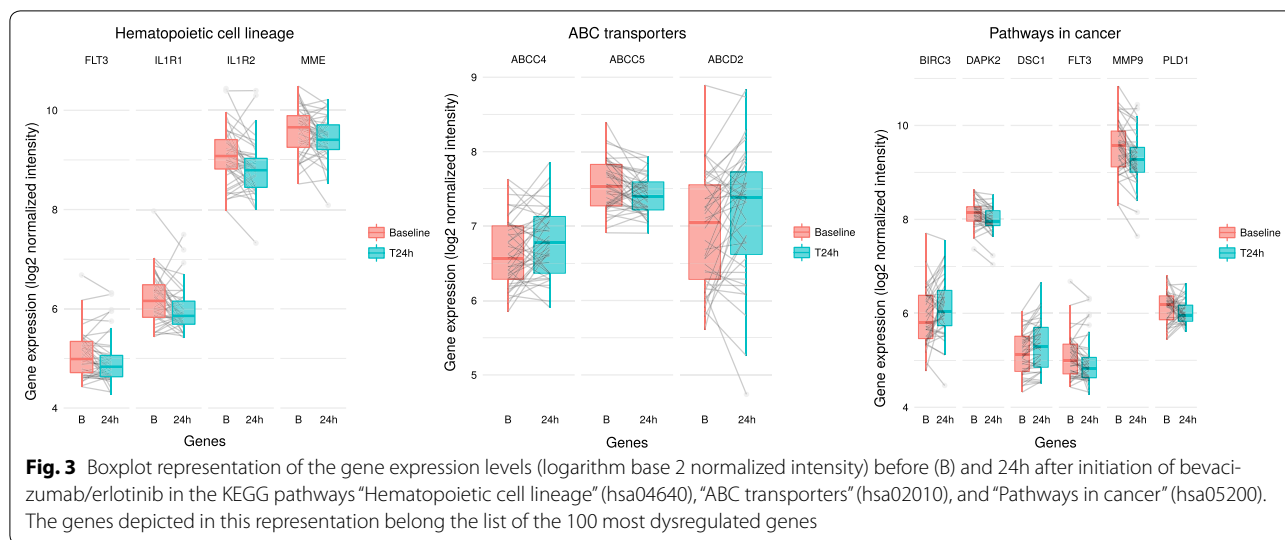 Hematopoietic cell lineage
FLT3 IL1R1 IL1R2 MME
Gene expression (log2 normalized intensity)
10
8
6
4
B 24h B 24h B 24h B 24h
Genes
Baseline
T24h
ABC transporters
ABCC4 ABCC5 ABCD2
Gene expression (log2 normalized intensity)
9
8
7
6
5
B 24h B 24h B 24h
Genes
Baseline
T24h
Pathways in cancer
BIRC3 DAPK2 DSC1 FLT3 MMP9 PLD1
Gene expression (log2 normalized intensity)
10
8
6
4
B 24h B 24h B 24h B 24h B 24h B 24h
Genes
Baseline
T24h
Fig. 3 Boxplot representation of the gene expression levels (logarithm base 2 normalized intensity) before (B) and 24h after initiation of bevaci-
zumab/erlotinib in the KEGG pathways “Hematopoietic cell lineage” (hsa04640), “ABC transporters” (hsa02010), and “Pathways in cancer” (hsa05200).
The genes depicted in this representation belong the list of the 100 most dysregulated genes